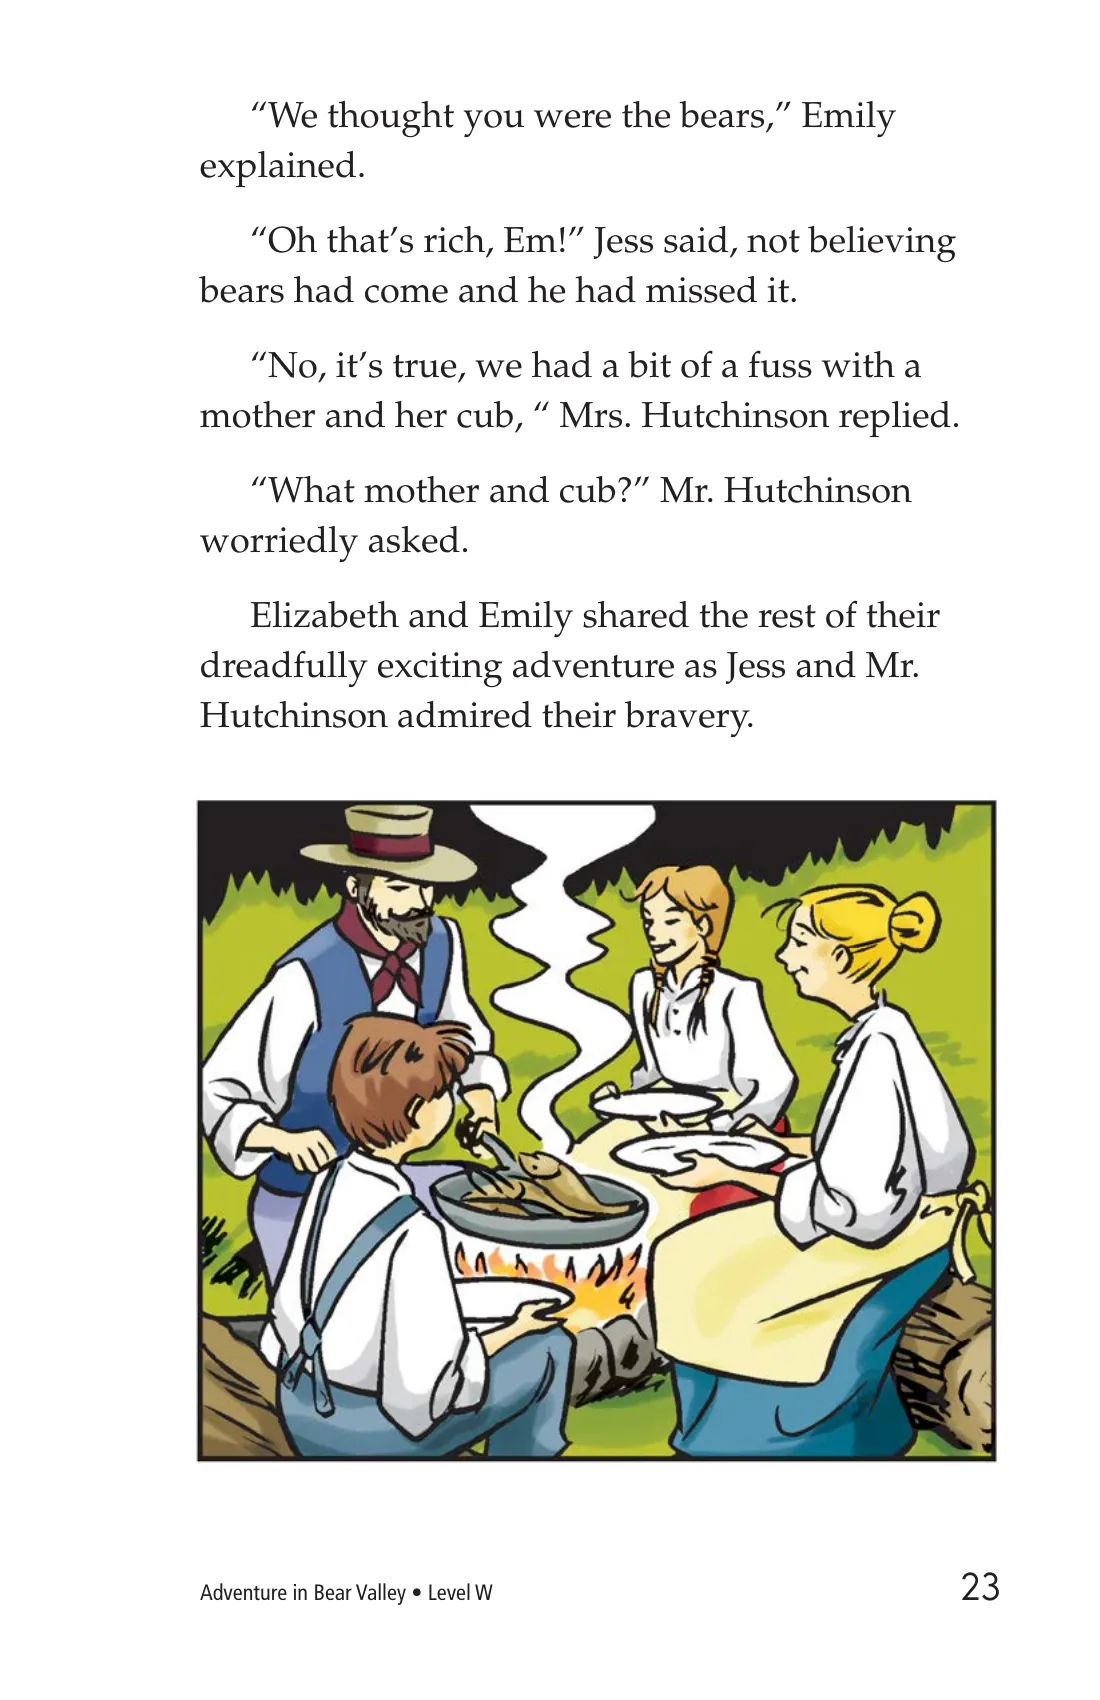 “We thought you were the bears,” Emily
explained.
“Oh that’s rich, Em!” Jess said, not believing
bears had come and he had missed it.
“No, it’s true, we had a bit of a fuss with a
mother and her cub, “ Mrs. Hutchinson replied.
“What mother and cub?” Mr. Hutchinson
worriedly asked.
Elizabeth and Emily shared the rest of their
dreadfully exciting adventure as Jess and Mr.
Hutchinson admired their bravery.
Adventure in Bear Valley • Level W
23